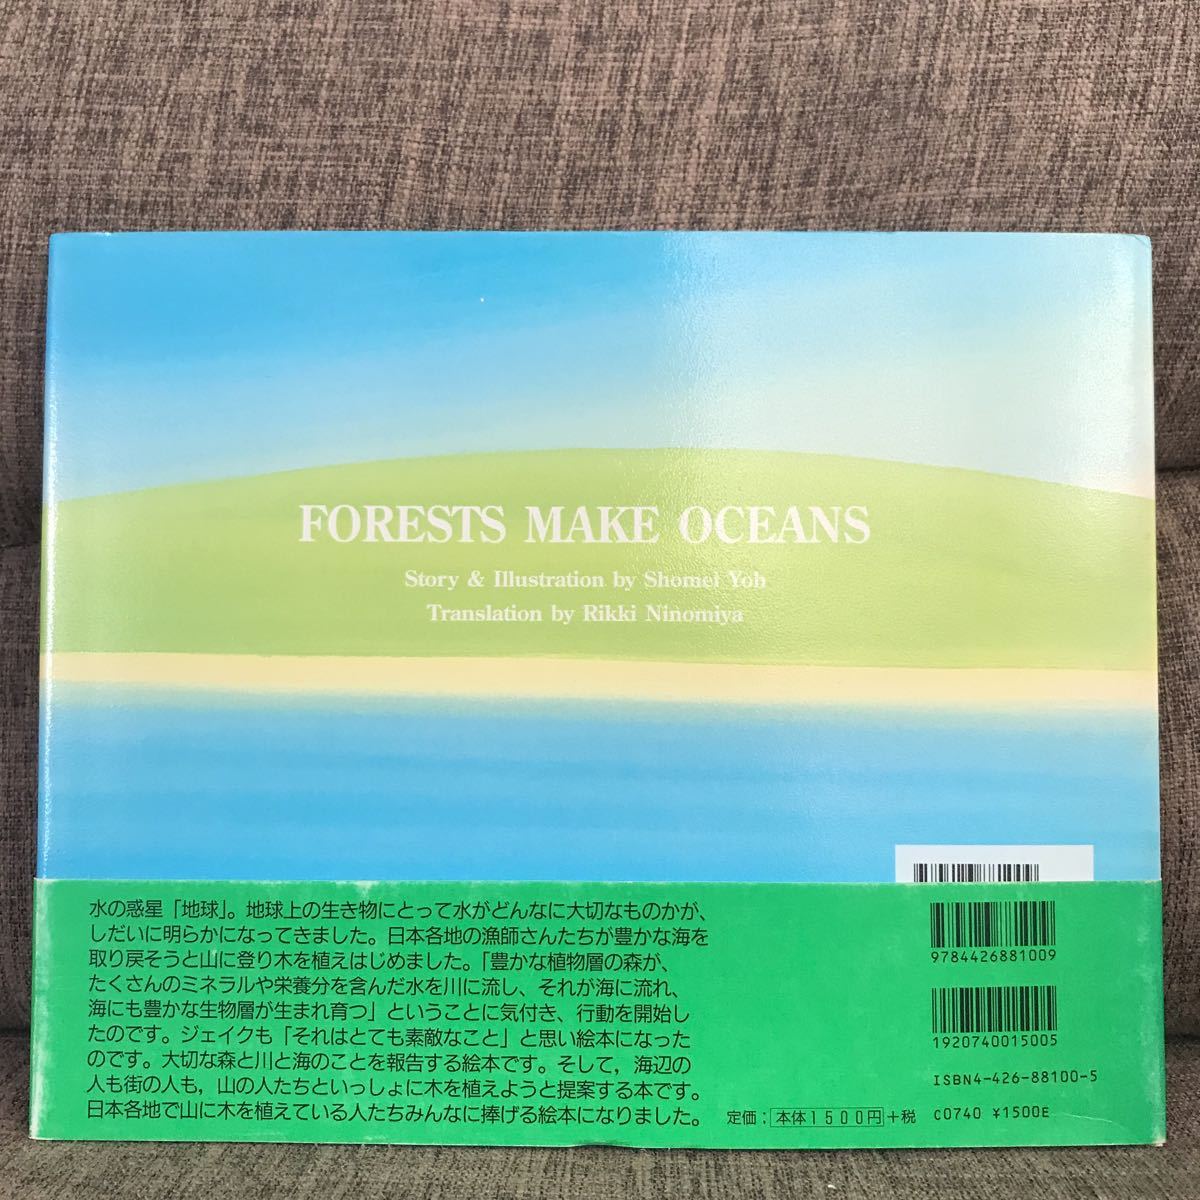 FORESTS MAKE OCEANS
Story & Illustration by Shomei Yoh
Translation by Rikki Ninomiya
水の惑星「地球」。地球上の生き物にとって水がどんなに大切なものかが、
しだいに明らかになってきました。日本各地の漁師さんたちが豊かな海を
取り戻そうと山に登り木を植えはじめました。「豊かな植物層の森が、
たくさんのミネラルや栄養分を含んだ水を川に流し、それが海に流れ、
海にも豊かな生物層が生まれ育つ」ということに気付き、行動を開始し
たのです。ジェイクも「それはとても素敵なこと」と思い絵本になった
のです。大切な森と川と海のことを報告する絵本です。そして，海辺の
人も街の人も，山の人たちといっしょに木を植えようと提案する本です。
日本各地で山に木を植えている人たちみんなに捧げる絵本になりました。
定価：本体1500円+税
9784426881009
1920740015005
ISBN4-426-88100-5
C0740 ¥1500E